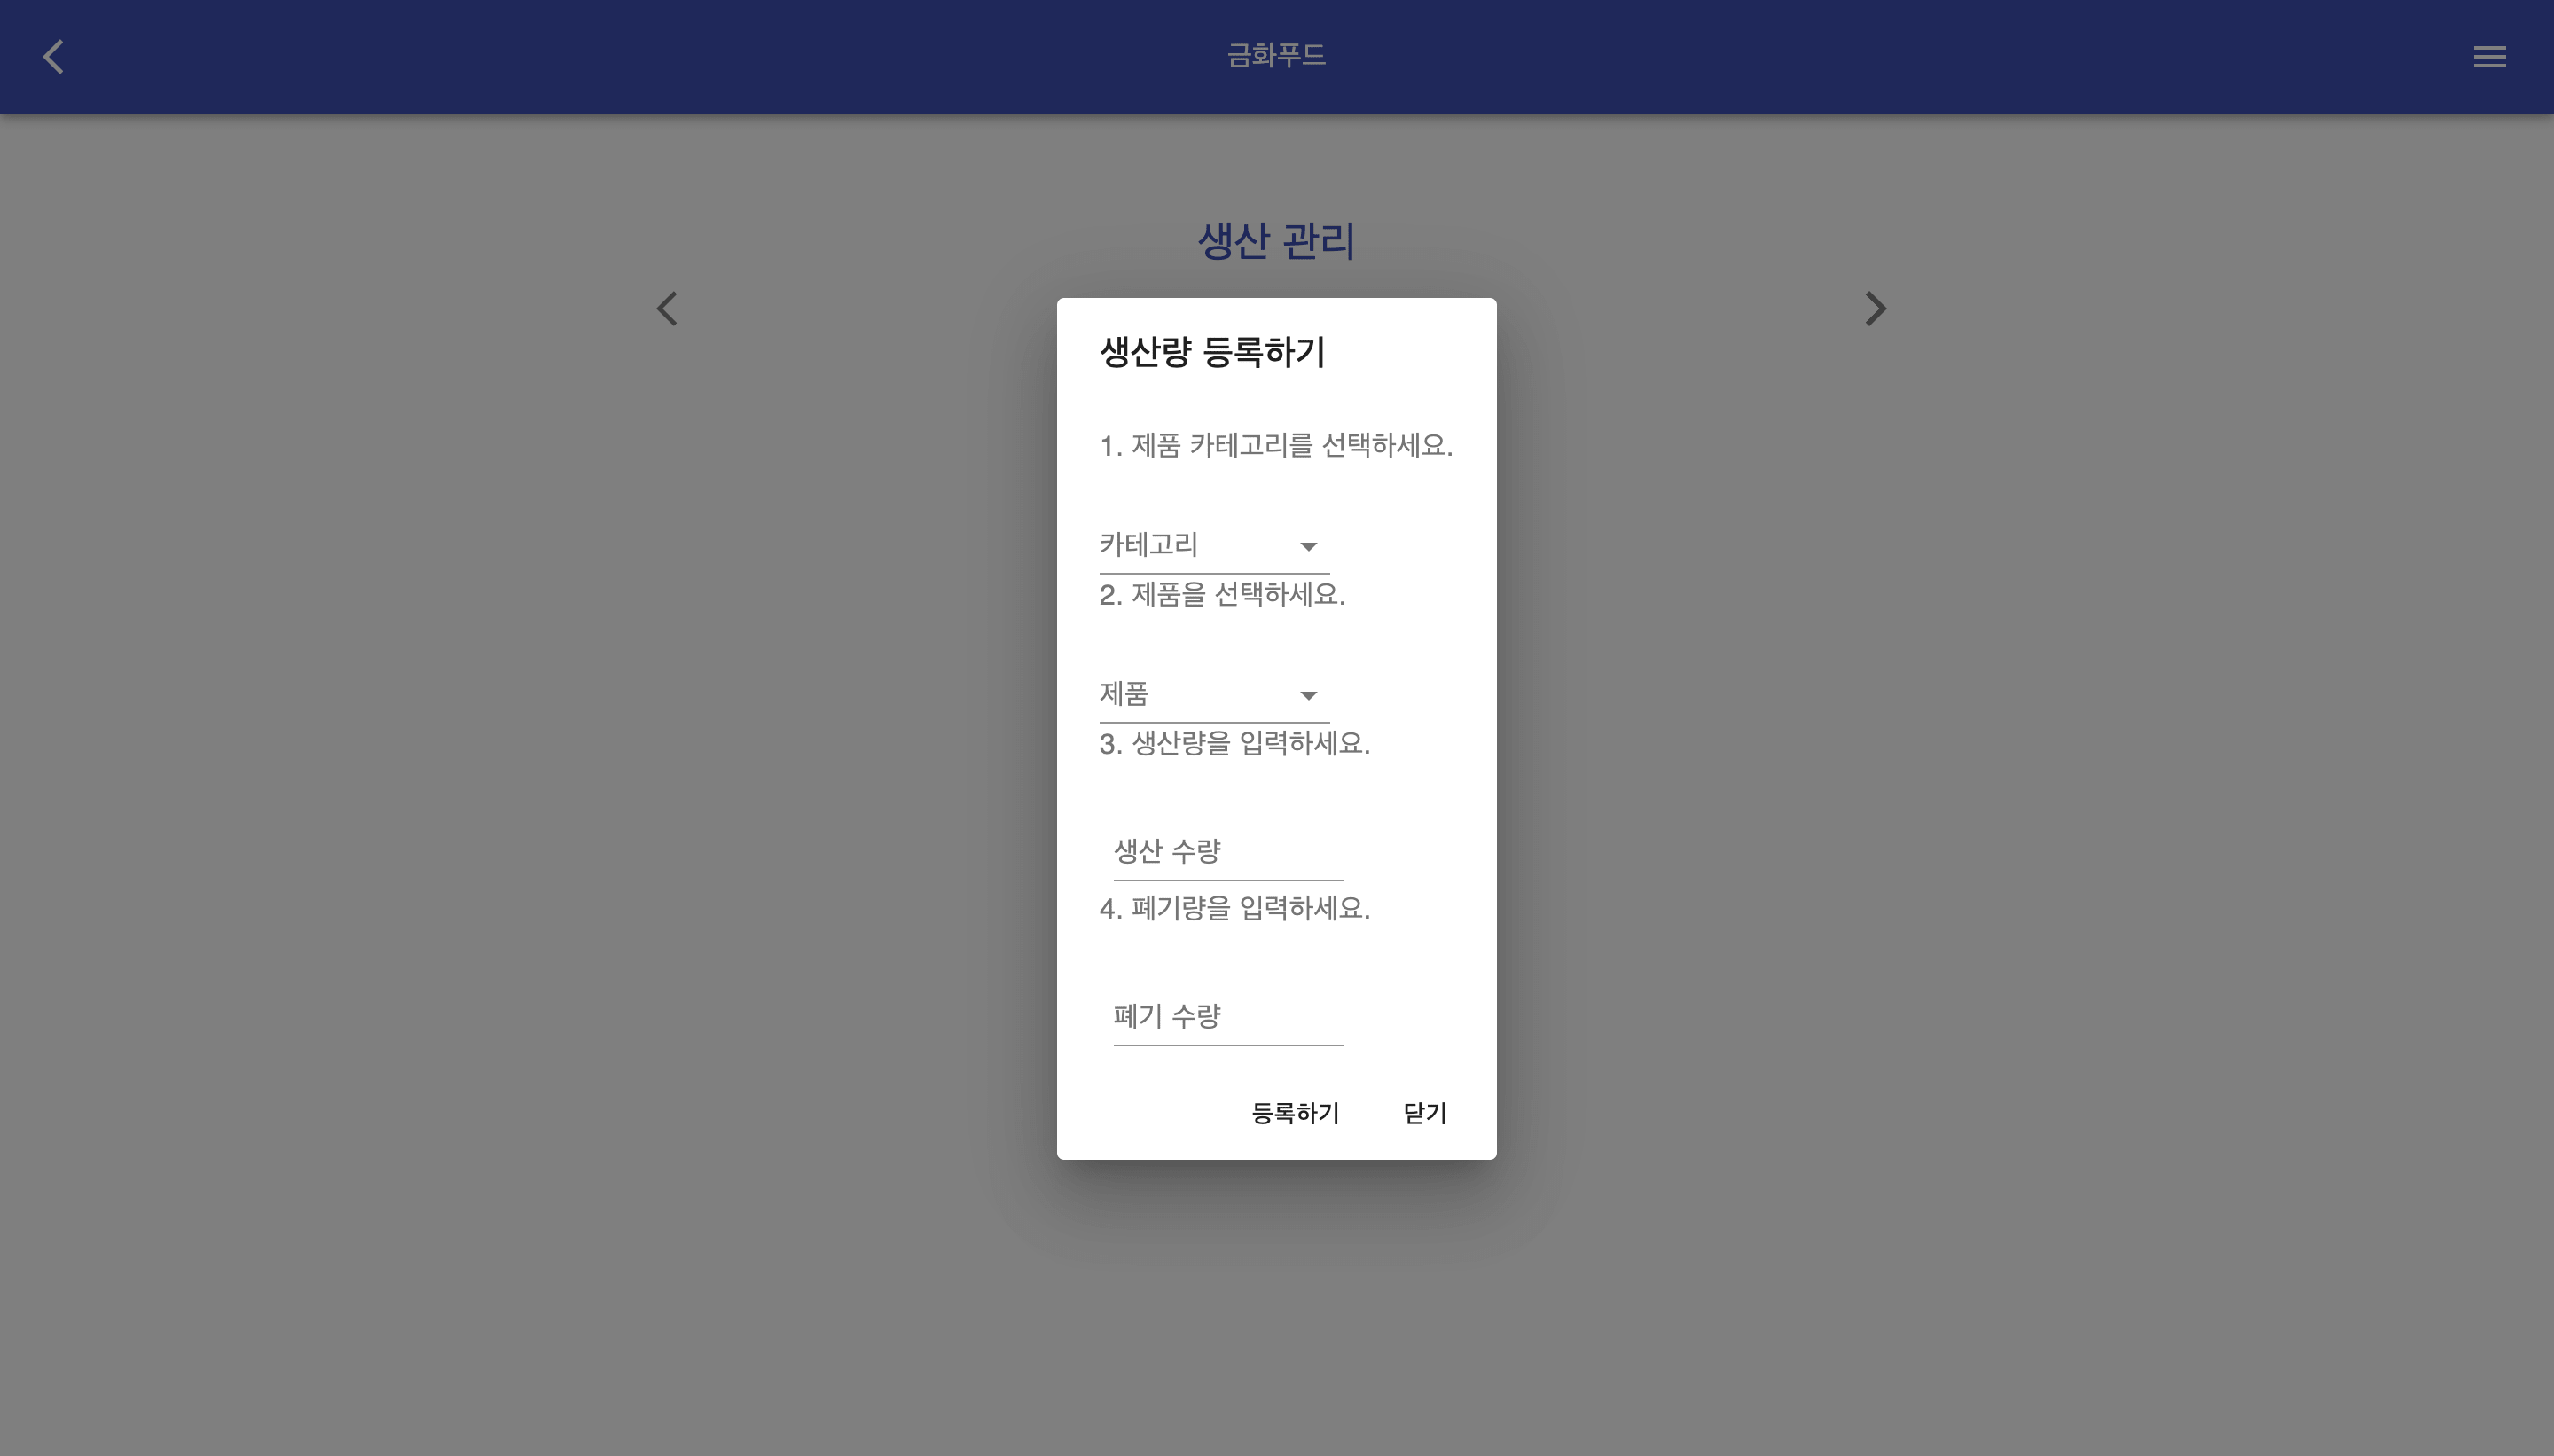 금화푸드
생산 관리
생산량 등록하기
1. 제품 카테고리를 선택하세요.
카테고리
2. 제품을 선택하세요.
제품
3. 생산량을 입력하세요.
생산 수량
4. 폐기량을 입력하세요.
폐기 수량
등록하기 닫기